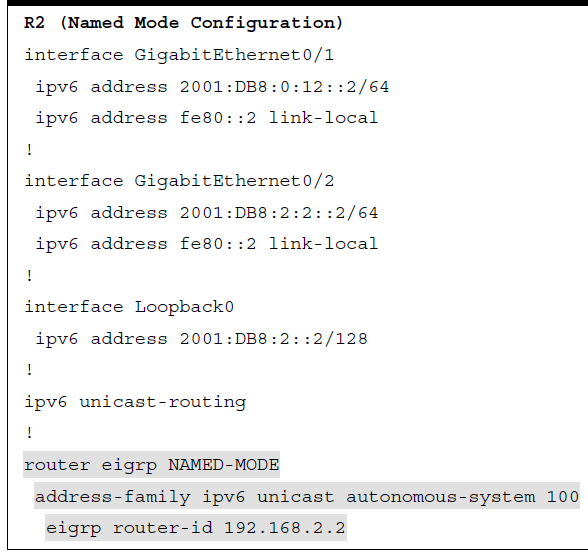 R2 (Named Mode Configuration)
interface GigabitEthernet0/1
 ipv6 address 2001:DB8:0:12::2/64
 ipv6 address fe80::2 link-local
!
interface GigabitEthernet0/2
 ipv6 address 2001:DB8:2:2::2/64
 ipv6 address fe80::2 link-local
!
interface Loopback0
 ipv6 address 2001:DB8:2::2/128
!
ipv6 unicast-routing
!
router eigrp NAMED-MODE
 address-family ipv6 unicast autonomous-system 100
  eigrp router-id 192.168.2.2